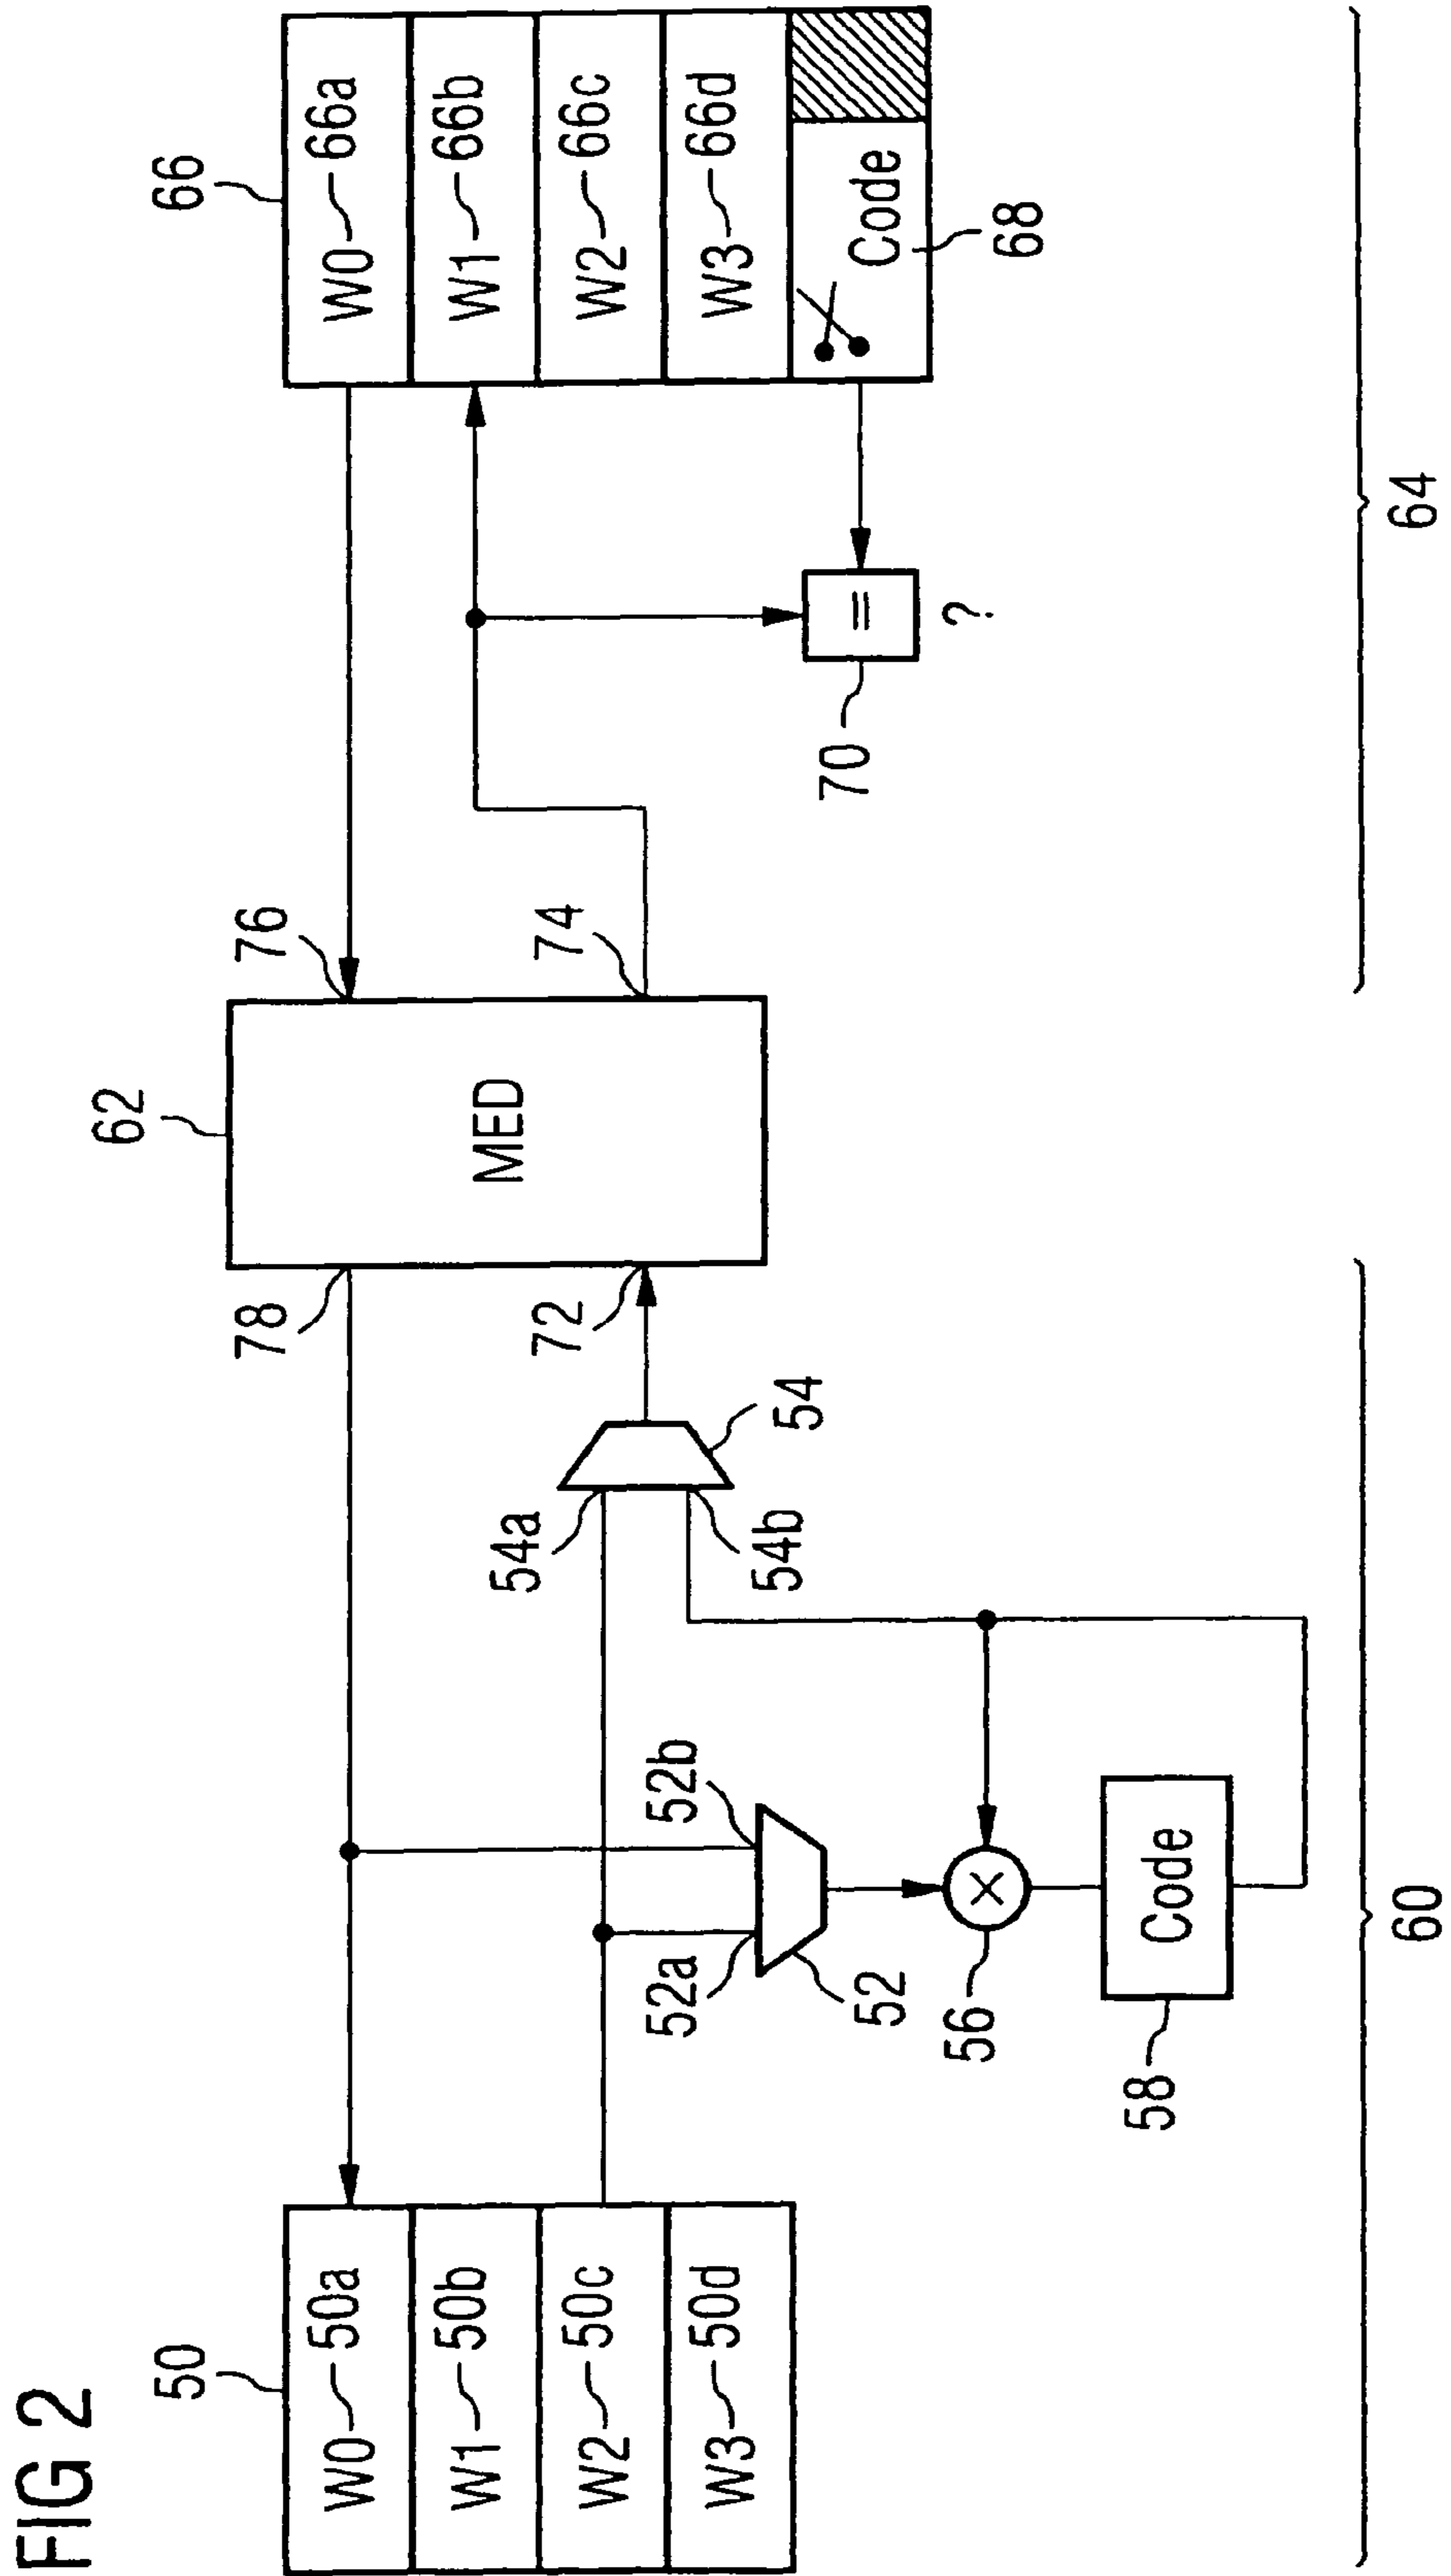 FIG 2
50
W0 50a
W1 50b
W2 50c
W3 50d
78
72
62
MED
76
74
66
W0 66a
W1 66b
W2 66c
W3 66d
Code
68
= ?
70
54a
54b
54
52a
52b
52
56
×
Code
58
60
64